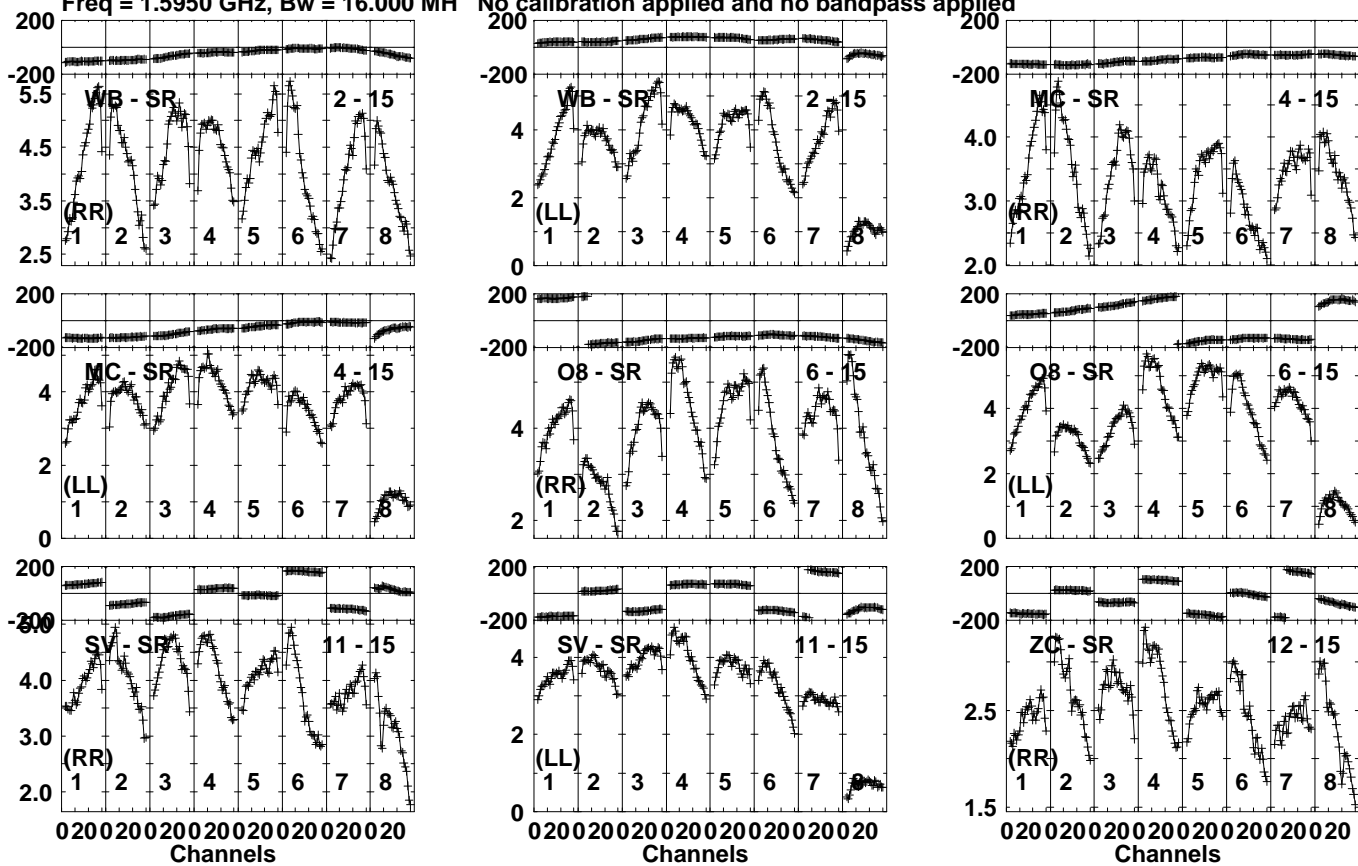 Freq = 1.5950 GHz, Bw = 16.000 MH No calibration applied and no bandpass applied
200
-200
5.5
4.5
3.5
2.5
WB - SR 2 - 15
(RR)
1 2 3 4 5 6 7 8
200
-200
4
2
0
WB - SR 2 - 15
(LL)
1 2 3 4 5 6 7 8
200
-200
4.0
3.0
2.0
MC - SR 4 - 15
(RR)
1 2 3 4 5 6 7 8
200
-200
4
2
0
MC - SR 4 - 15
(LL)
1 2 3 4 5 6 7 8
200
-200
4
2
O8 - SR 6 - 15
(RR)
1 2 3 4 5 6 7 8
200
-200
4
2
0
O8 - SR 6 - 15
(LL)
1 2 3 4 5 6 7 8
200
-200
5.0
4.0
3.0
2.0
SV - SR 11 - 15
(RR)
1 2 3 4 5 6 7 8
0 20 0 20 0 20 0 20 0 20 0 20 0 20 0 20
Channels
200
-200
4
2
0
SV - SR 11 - 15
(LL)
1 2 3 4 5 6 7 8
0 20 0 20 0 20 0 20 0 20 0 20 0 20 0 20
Channels
200
-200
2.5
1.5
ZC - SR 12 - 15
(RR)
1 2 3 4 5 6 7 8
0 20 0 20 0 20 0 20 0 20 0 20 0 20 0 20
Channels